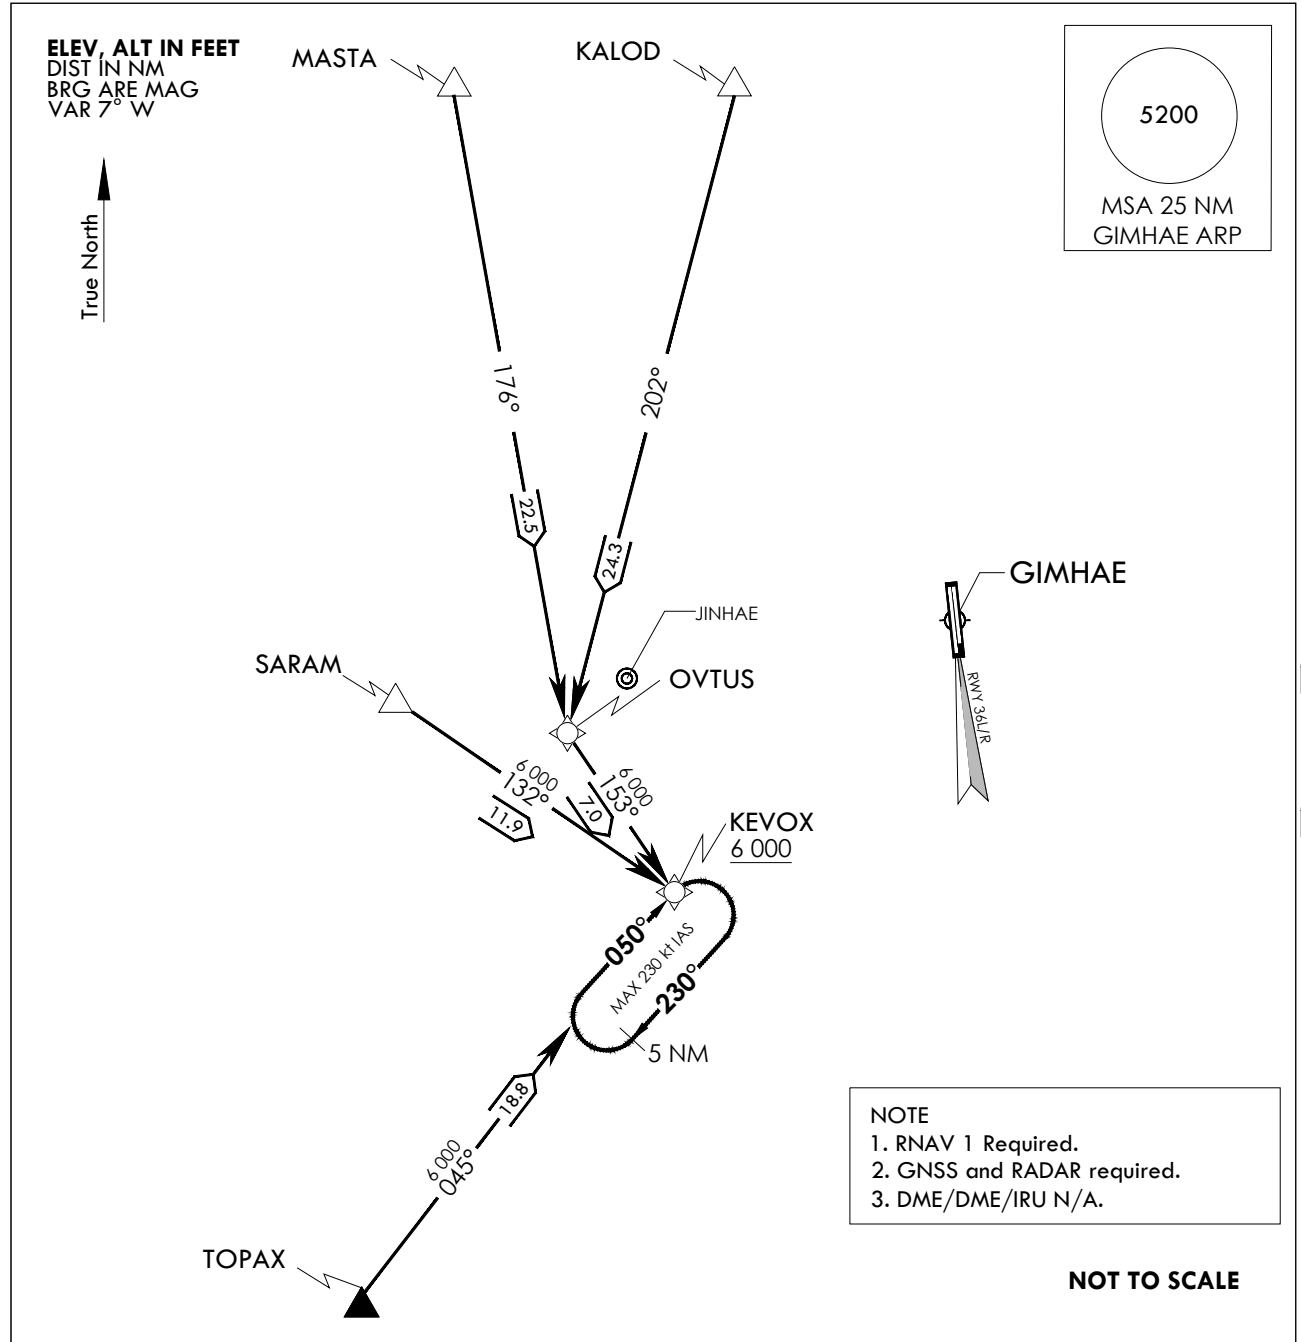 ELEV, ALT IN FEET
DIST IN NM
BRG ARE MAG
VAR 7° W
True North
MASTA
KALOD
5200
MSA 25 NM
GIMHAE ARP
176°
202°
22.5
24.3
GIMHAE
JINHAE
SARAM
OVTUS
RWY 36L/R
6 000
132°
11.9
6 000
153°
7.0
KEVOX
6 000
050°
MAX 230 kt IAS
230°
5 NM
18.8
6 000
045°
TOPAX
NOTE
1. RNAV 1 Required.
2. GNSS and RADAR required.
3. DME/DME/IRU N/A.
NOT TO SCALE